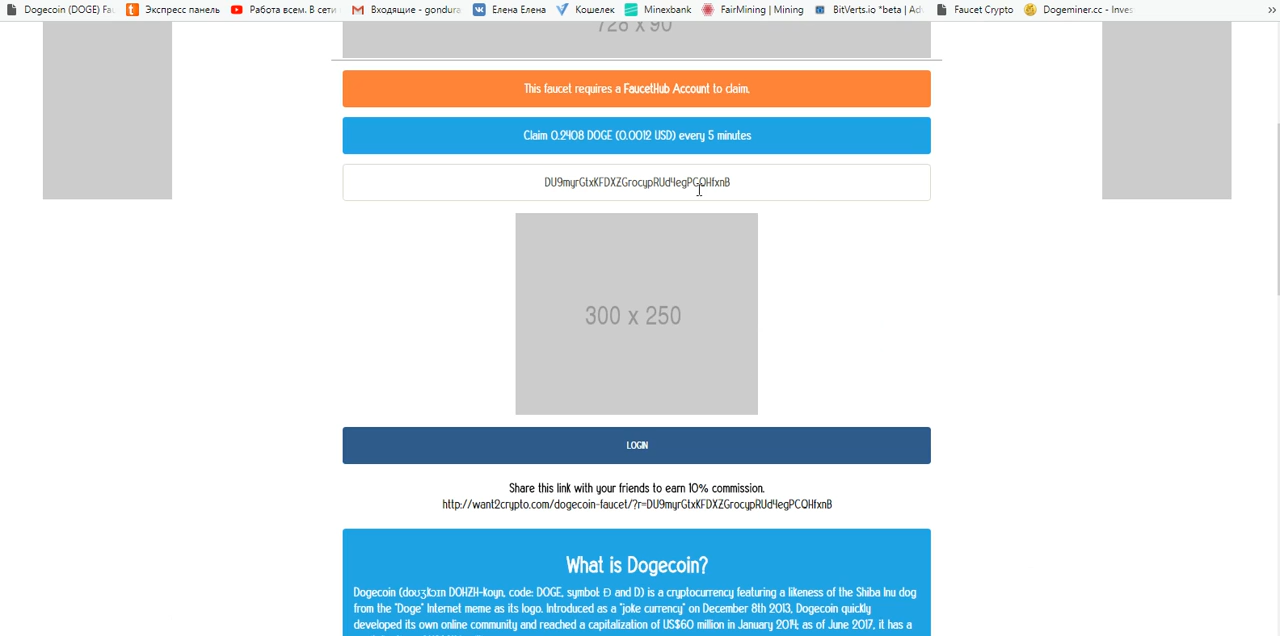 Dogecoin (DOGE) Fau Экспресс панель Работа всем. В сети Входящие - gondura Елена Елена Кошелек Minexbank FairMining | Mining BitVerts.io *beta | Ad Faucet Crypto Dogeminer.cc - Inves »
728 x 90
This faucet requires a FaucetHub Account to claim.
Claim 0.2408 DOGE (0.0012 USD) every 5 minutes
DU9myrGtxKFDXZGrocypRUd4egPCQHfxnB
300 x 250
LOGIN
Share this link with your friends to earn 10% commission.
http://want2crypto.com/dogecoin-faucet/?r=DU9myrGtxKFDXZGrocypRUd4egPCQHfxnB
What is Dogecoin?
Dogecoin (doʊʒkɔɪn DOHZH-koyn, code: DOGE, symbol: Ð and D) is a cryptocurrency featuring a likeness of the Shiba Inu dog
from the "Doge" Internet meme as its logo. Introduced as a "joke currency" on December 8th 2013, Dogecoin quickly
developed its own online community and reached a capitalization of US$60 million in January 2014; as of June 2017, it has a